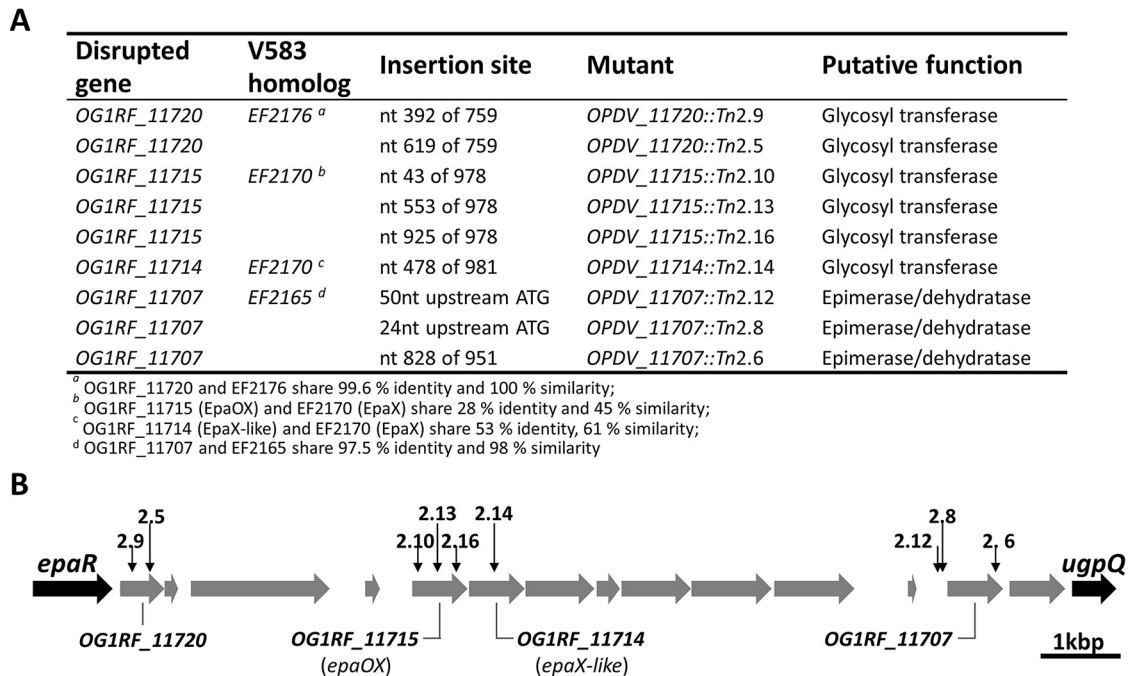 A
Disrupted gene V583 homolog Insertion site Mutant Putative function
OG1RF_11720 EF2176 a nt 392 of 759 OPDV_11720::Tn2.9 Glycosyl transferase
OG1RF_11720 nt 619 of 759 OPDV_11720::Tn2.5 Glycosyl transferase
OG1RF_11715 EF2170 b nt 43 of 978 OPDV_11715::Tn2.10 Glycosyl transferase
OG1RF_11715 nt 553 of 978 OPDV_11715::Tn2.13 Glycosyl transferase
OG1RF_11715 nt 925 of 978 OPDV_11715::Tn2.16 Glycosyl transferase
OG1RF_11714 EF2170 c nt 478 of 981 OPDV_11714::Tn2.14 Glycosyl transferase
OG1RF_11707 EF2165 d 50nt upstream ATG OPDV_11707::Tn2.12 Epimerase/dehydratase
OG1RF_11707 24nt upstream ATG OPDV_11707::Tn2.8 Epimerase/dehydratase
OG1RF_11707 nt 828 of 951 OPDV_11707::Tn2.6 Epimerase/dehydratase
a OG1RF_11720 and EF2176 share 99.6 % identity and 100 % similarity;
b OG1RF_11715 (EpaOX) and EF2170 (EpaX) share 28 % identity and 45 % similarity;
c OG1RF_11714 (EpaX-like) and EF2170 (EpaX) share 53 % identity, 61 % similarity;
d OG1RF_11707 and EF2165 share 97.5 % identity and 98 % similarity
B
2.5 2.13 2.14 2.8
2.9 2.10 2.16 2.12 2. 6
epaR ugpQ
OG1RF_11720 OG1RF_11715 OG1RF_11714 OG1RF_11707
(epaOX) (epaX-like)
1kbp